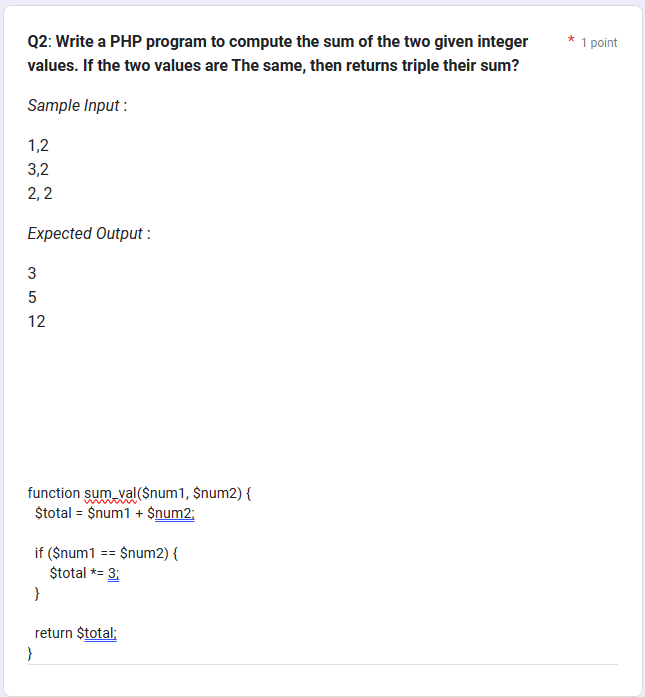 Q2: Write a PHP program to compute the sum of the two given integer * 1 point
values. If the two values are The same, then returns triple their sum?
Sample Input :
1,2
3,2
2, 2
Expected Output :
3
5
12
function sum_val($num1, $num2) {
$total = $num1 + $num2;
if ($num1 == $num2) {
$total *= 3;
}
return $total;
}